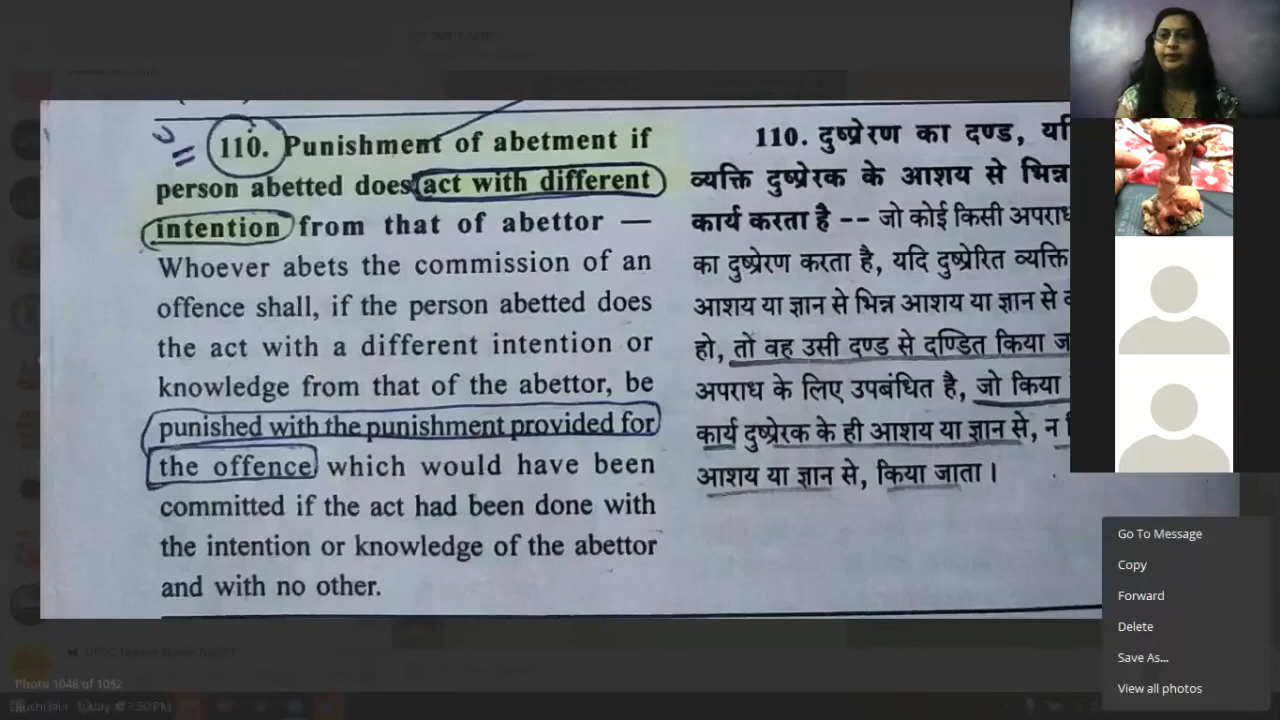 110. Punishment of abetment if
person abetted does act with different
intention from that of abettor —
Whoever abets the commission of an
offence shall, if the person abetted does
the act with a different intention or
knowledge from that of the abettor, be
punished with the punishment provided for
the offence which would have been
committed if the act had been done with
the intention or knowledge of the abettor
and with no other.
110. दुष्प्रेरण का दण्ड,
व्यक्ति दुष्प्रेरक के आशय से भिन्न
कार्य करता है -- जो कोई किसी
का दुष्प्रेरण करता है, यदि दुष्प्रेरित व्यक्ति
आशय या ज्ञान से भिन्न आशय या ज्ञान से
हो, तो वह उसी दण्ड से दण्डित किया
अपराध के लिए उपबंधित है, जो किया
कार्य दुष्प्रेरक के ही आशय या ज्ञान से, न
आशय या ज्ञान से, किया जाता।
Go To Message
Copy
Forward
Delete
Save As...
View all photos
Photo 1048 of 1052